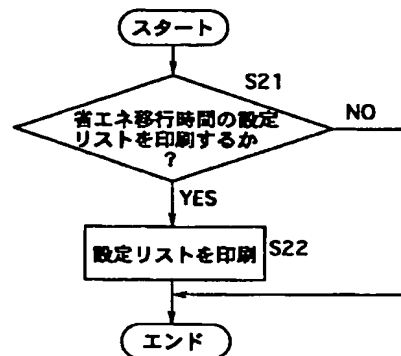 スタート
S21
省エネ移行時間の設定
リストを印刷するか
?
NO
YES
設定リストを印刷
S22
エンド